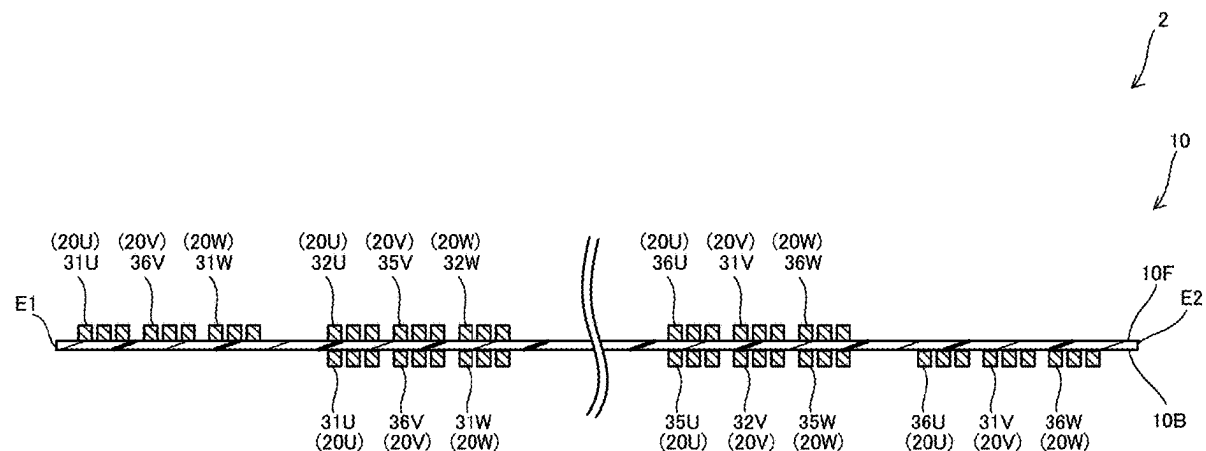 2
10
(20U) (20V) (20W) (20U) (20V) (20W) (20U) (20V) (20W)
31U 36V 31W 32U 35V 32W 36U 31V 36W
E1 10F E2
31U 36V 31W 35U 32V 35W 36U 31V 36W 10B
(20U) (20V) (20W) (20U) (20V) (20W) (20U) (20V) (20W)